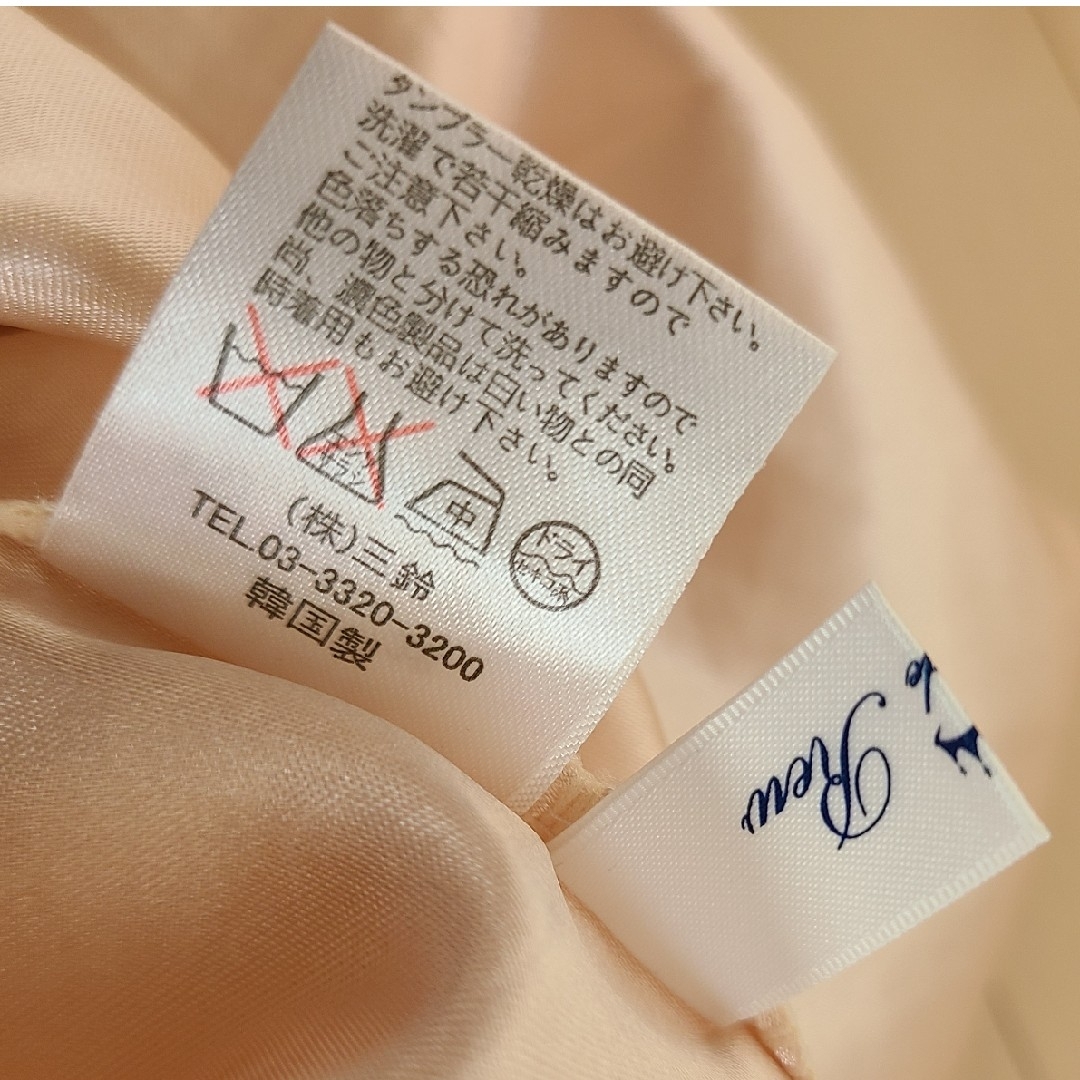 タンブラー乾燥はお避け下さい。
洗濯で若干縮みますので
ご注意下さい。
色落ちする恐れがありますので
他の物と分けて洗ってください。
尚、濃色製品は白い物との同
時着用もお避け下さい。
中
ドライ
(株)三鈴
TEL.03-3320-3200
韓国製
de
Rew